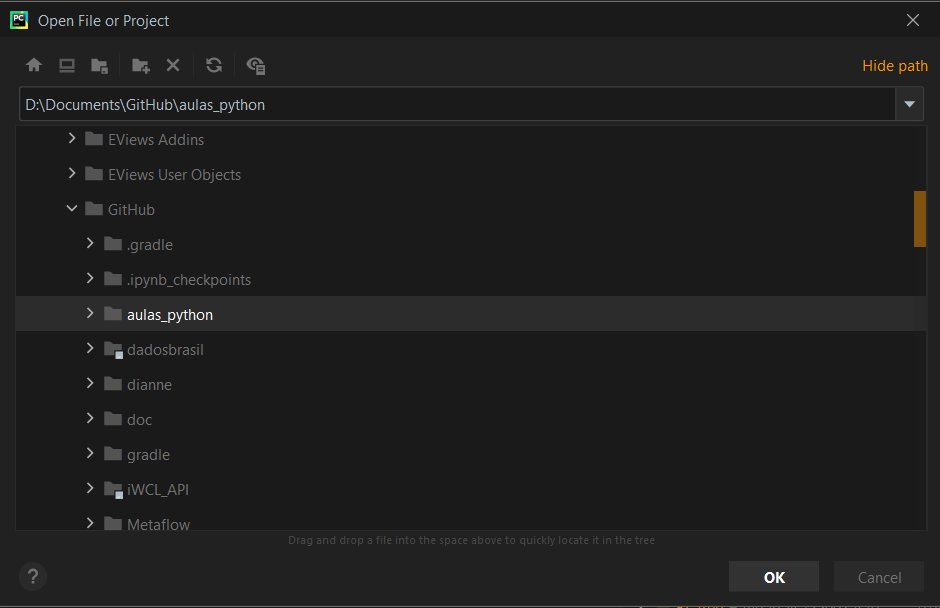 PC
Open File or Project
Hide path
D:\Documents\GitHub\aulas_python
EViews Addins
EViews User Objects
GitHub
.gradle
.ipynb_checkpoints
aulas_python
dadosbrasil
dianne
doc
gradle
iWCL_API
Metaflow
Drag and drop a file into the space above to quickly locate it in the tree
?
OK
Cancel